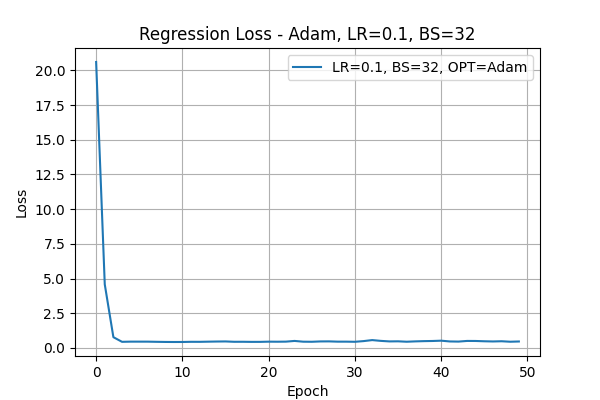 Regression Loss - Adam, LR=0.1, BS=32
LR=0.1, BS=32, OPT=Adam
20.0
17.5
15.0
12.5
10.0
7.5
5.0
2.5
0.0
Loss
0 10 20 30 40 50
Epoch